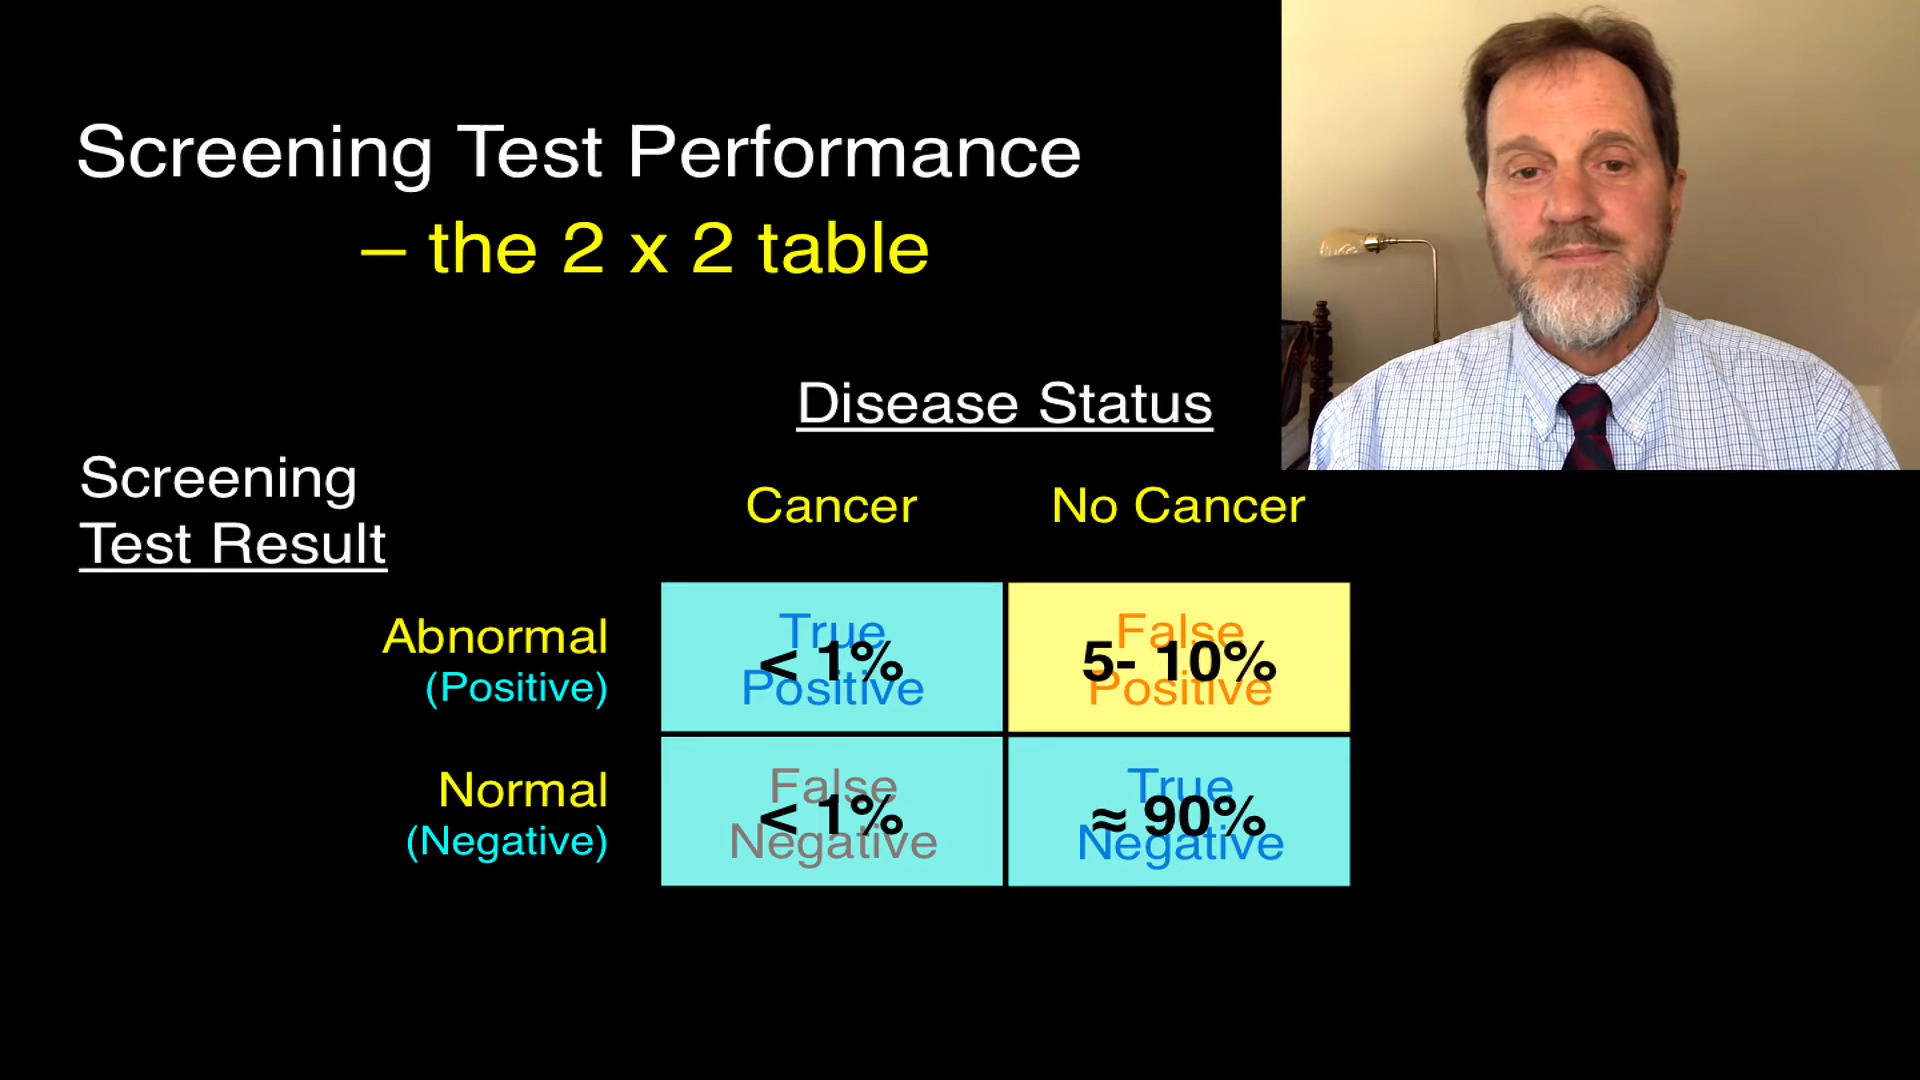 Screening Test Performance
– the 2 x 2 table
Disease Status
Screening
Test Result
Cancer
No Cancer
Abnormal
(Positive)
True
< 1%
Positive
False
5- 10%
Positive
Normal
(Negative)
False
< 1%
Negative
True
≈ 90%
Negative